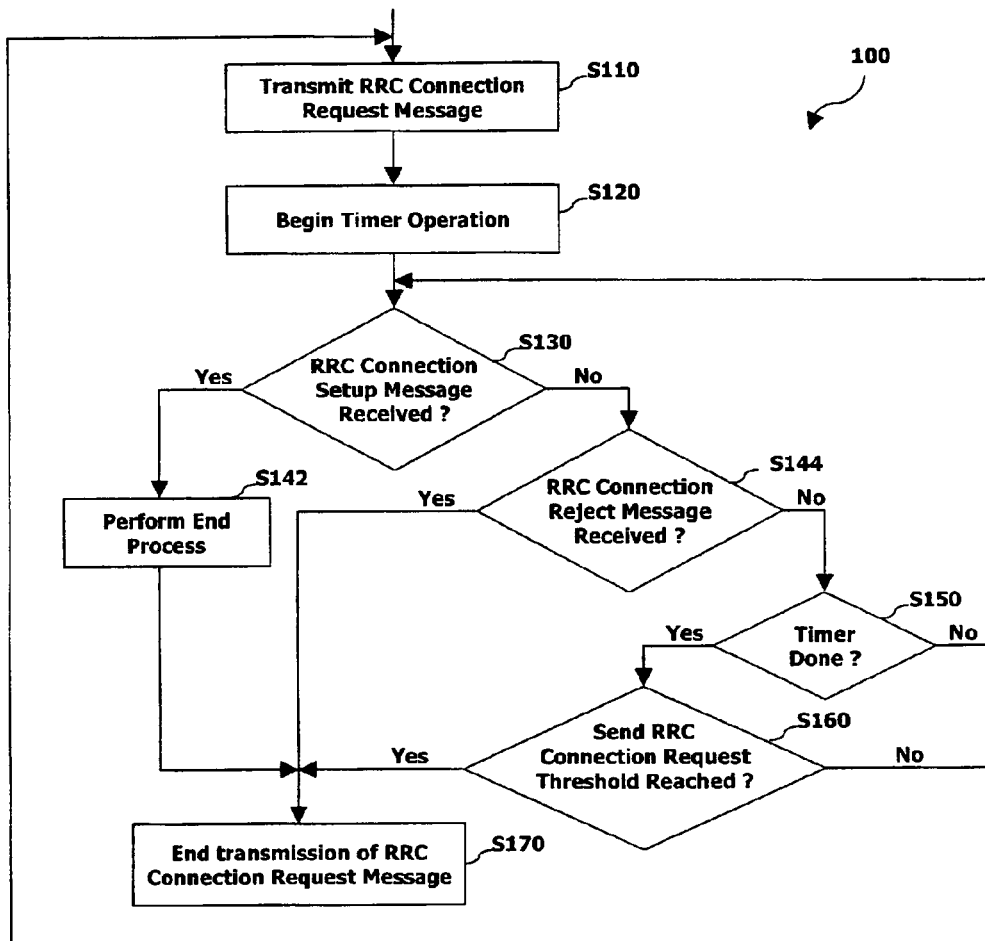 100
Transmit RRC Connection
Request Message
S110
Begin Timer Operation
S120
RRC Connection
Setup Message
Received ?
S130
Yes
No
S142
Perform End
Process
RRC Connection
Reject Message
Received ?
S144
Yes
No
Timer
Done ?
S150
Yes
No
Send RRC
Connection Request
Threshold Reached ?
S160
Yes
No
End transmission of RRC
Connection Request Message
S170